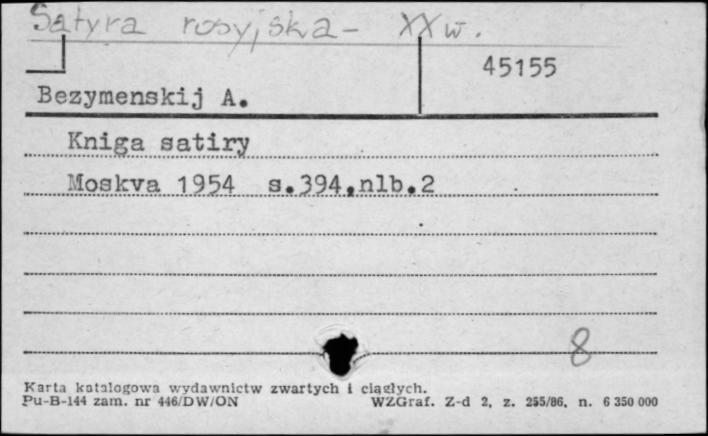 Satyra rosyjska - XX w.
45155
Bezymenskij A.
Kniga satiry
Moskva 1954 s.394,nlb.2
8
Karta katalogowa wydawnictw zwartych i ciągłych.
Pu-B-144 zam. nr 446/DW/ON WZGraf. Z-d 2, z. 255/86, n. 6 350 000